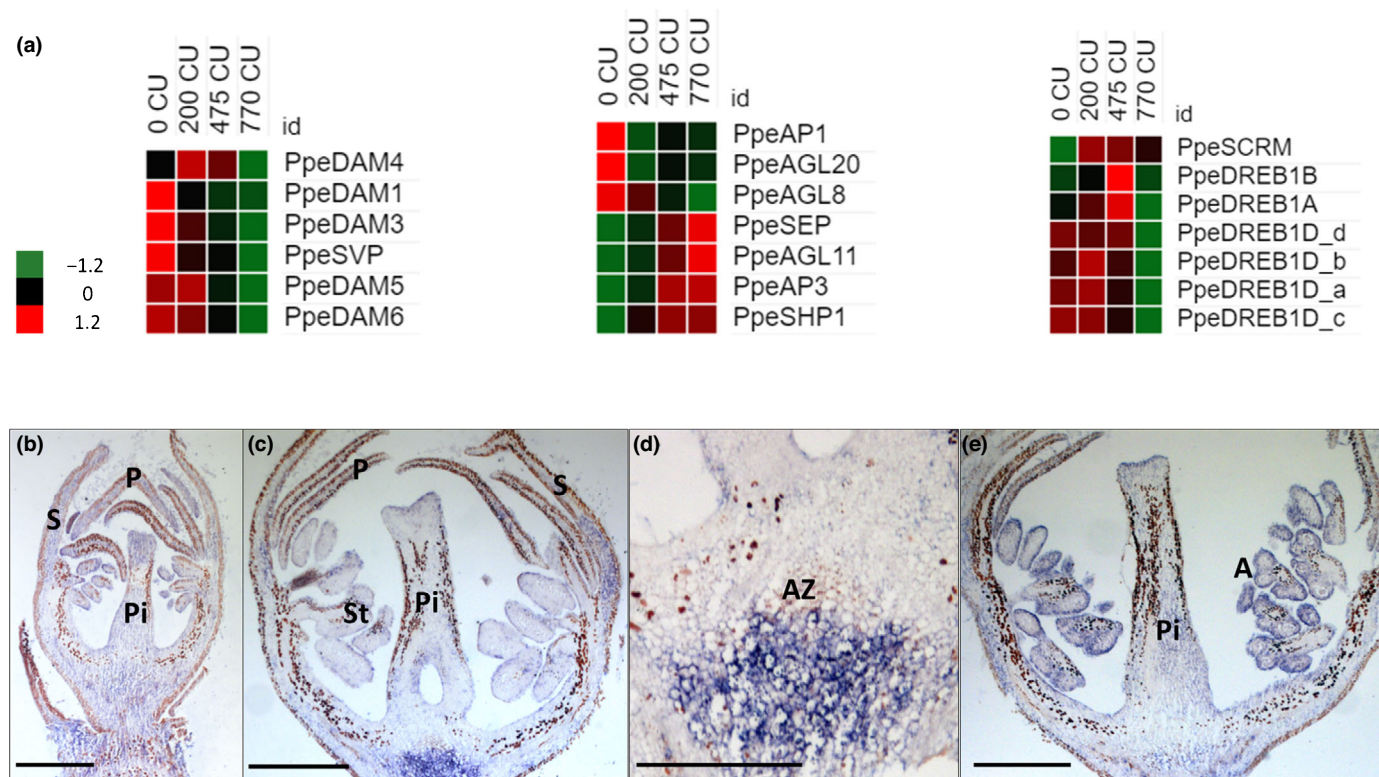 (a)
0 CU
200 CU
475 CU
770 CU
id
PpeDAM4
PpeDAM1
PpeDAM3
PpeSVP
PpeDAM5
PpeDAM6
−1.2
0
1.2
0 CU
200 CU
475 CU
770 CU
id
PpeAP1
PpeAGL20
PpeAGL8
PpeSEP
PpeAGL11
PpeAP3
PpeSHP1
0 CU
200 CU
475 CU
770 CU
id
PpeSCRM
PpeDREB1B
PpeDREB1A
PpeDREB1D_d
PpeDREB1D_b
PpeDREB1D_a
PpeDREB1D_c
(b)
P
S
Pi
(c)
P
S
St
Pi
(d)
AZ
(e)
A
Pi